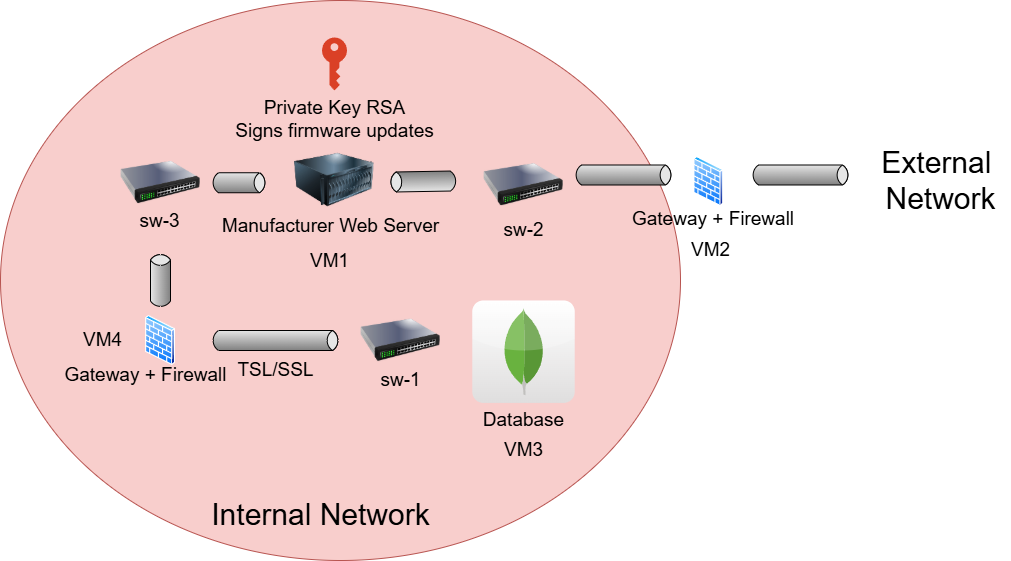 Private Key RSA
Signs firmware updates
External
Network
sw-3
Manufacturer Web Server
sw-2
Gateway + Firewall
VM1
VM2
VM4
Gateway + Firewall
TSL/SSL
sw-1
Database
VM3
Internal Network